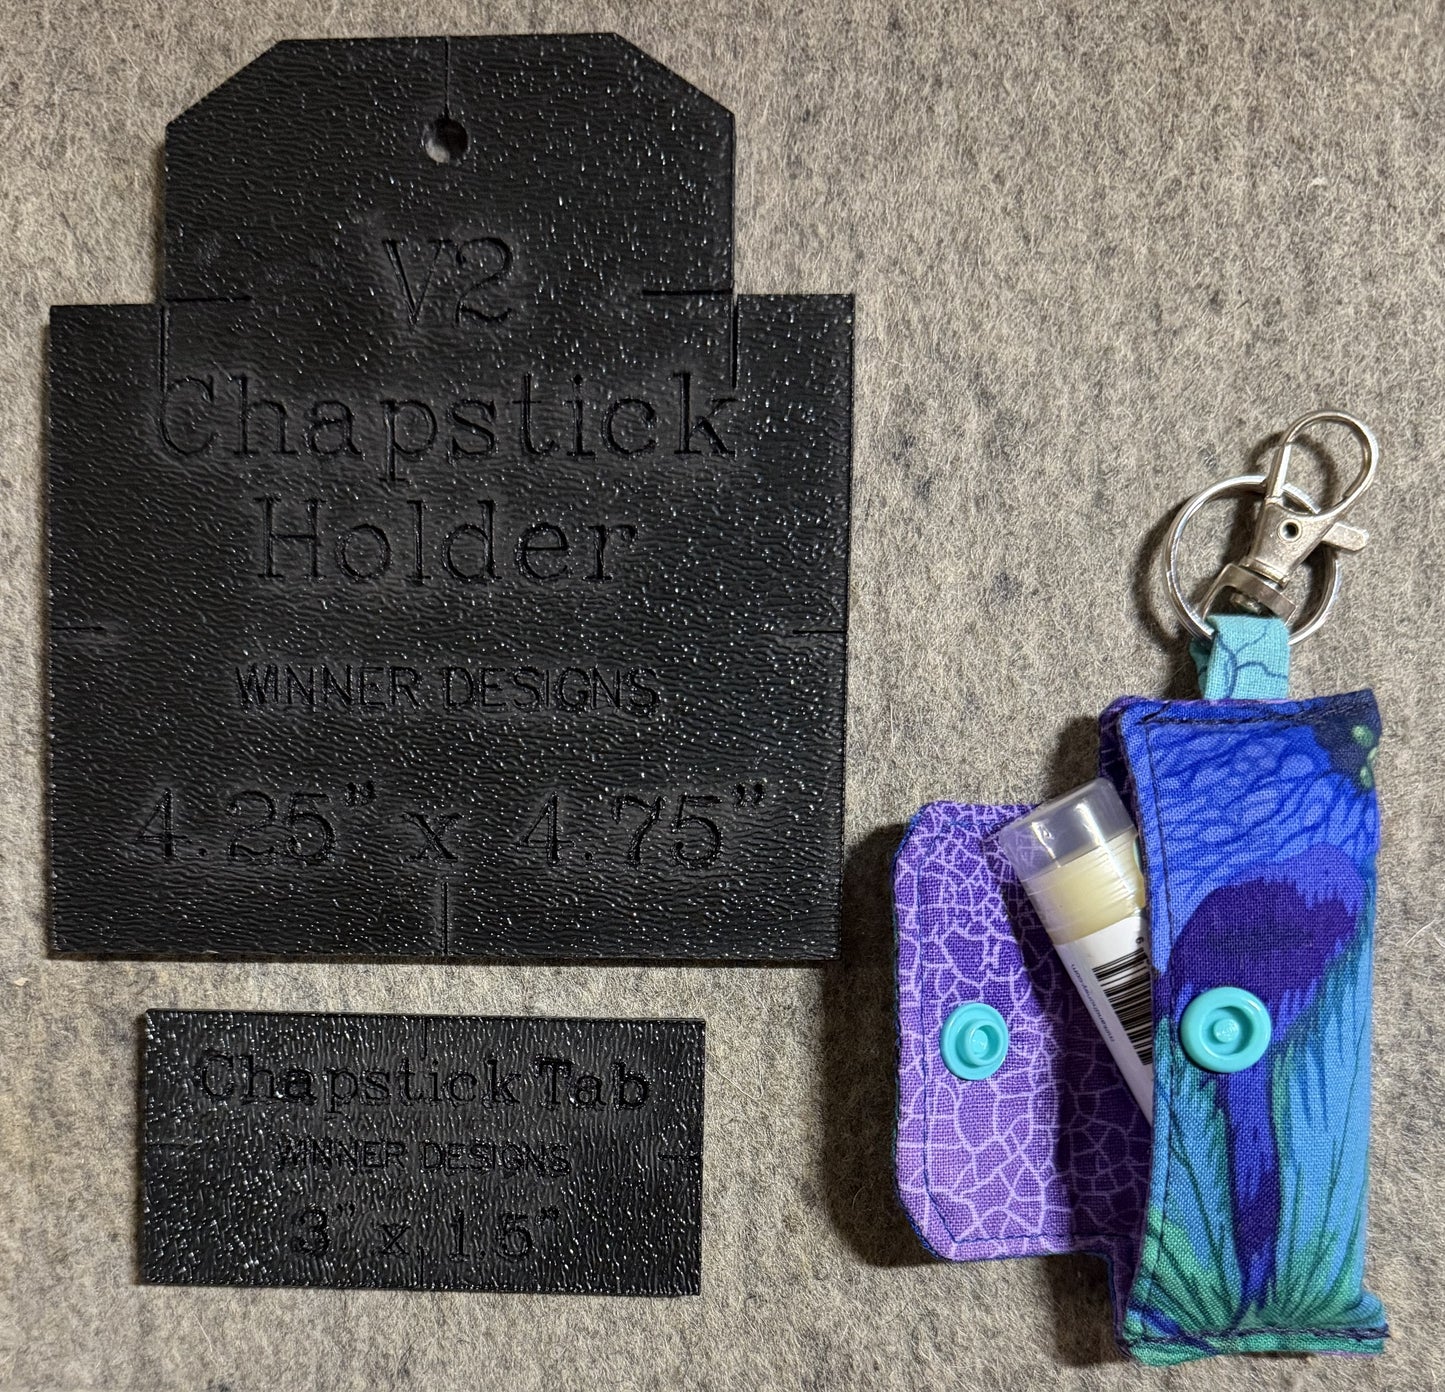 V2
Chapstick
Holder
WINNER DESIGNS
4.25” x 4.75”
Chapstick Tab
WINNER DESIGNS
3” x 1.5”